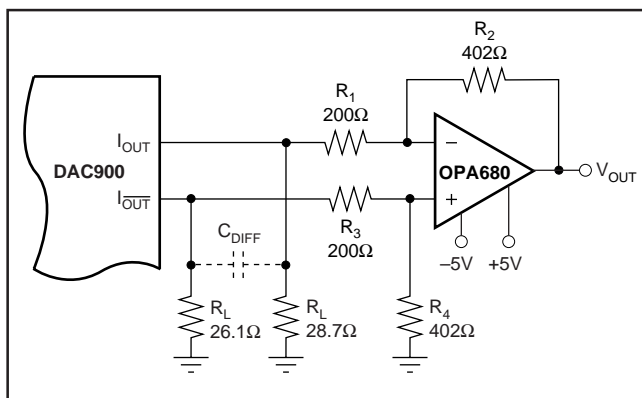 R2
402Ω
R1
200Ω
IOUT
DAC900
–
OPA680
VOUT
IOUT
+
R3
200Ω
CDIFF
–5V +5V
RL
26.1Ω
RL
28.7Ω
R4
402Ω